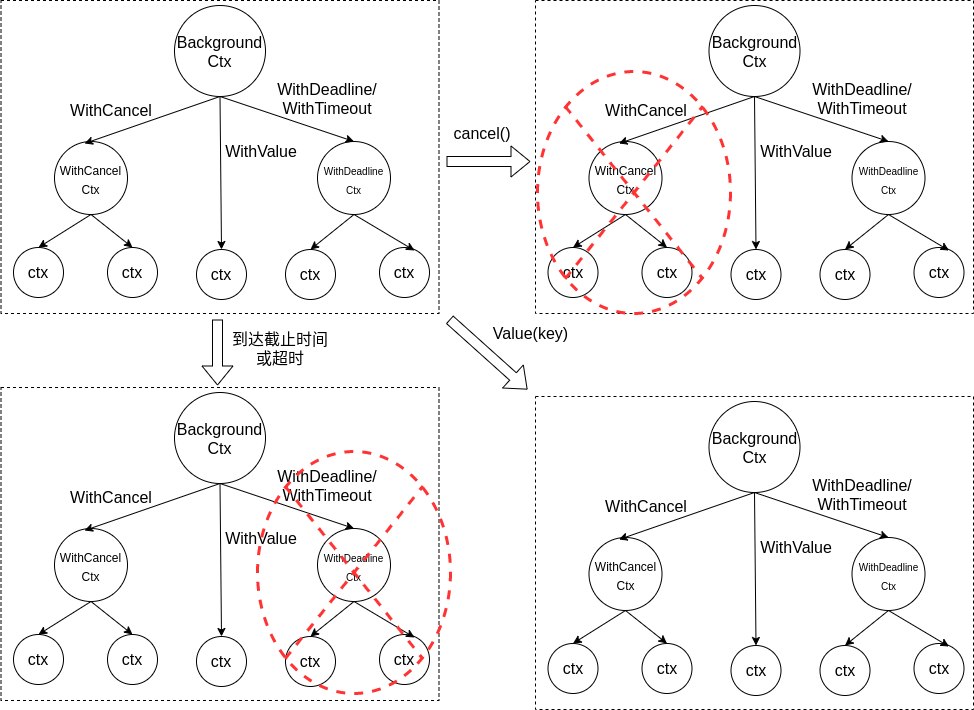 Background
Ctx
WithCancel
WithDeadline/
WithTimeout
WithValue
WithCancel
Ctx
WithDeadline
Ctx
ctx
ctx
ctx
ctx
ctx
cancel()
Background
Ctx
WithCancel
WithDeadline/
WithTimeout
WithValue
WithCancel
Ctx
WithDeadline
Ctx
ctx
ctx
ctx
ctx
ctx
到达截止时间
或超时
Value(key)
Background
Ctx
WithCancel
WithDeadline/
WithTimeout
WithValue
WithCancel
Ctx
WithDeadline
Ctx
ctx
ctx
ctx
ctx
ctx
Background
Ctx
WithCancel
WithDeadline/
WithTimeout
WithValue
WithCancel
Ctx
WithDeadline
Ctx
ctx
ctx
ctx
ctx
ctx